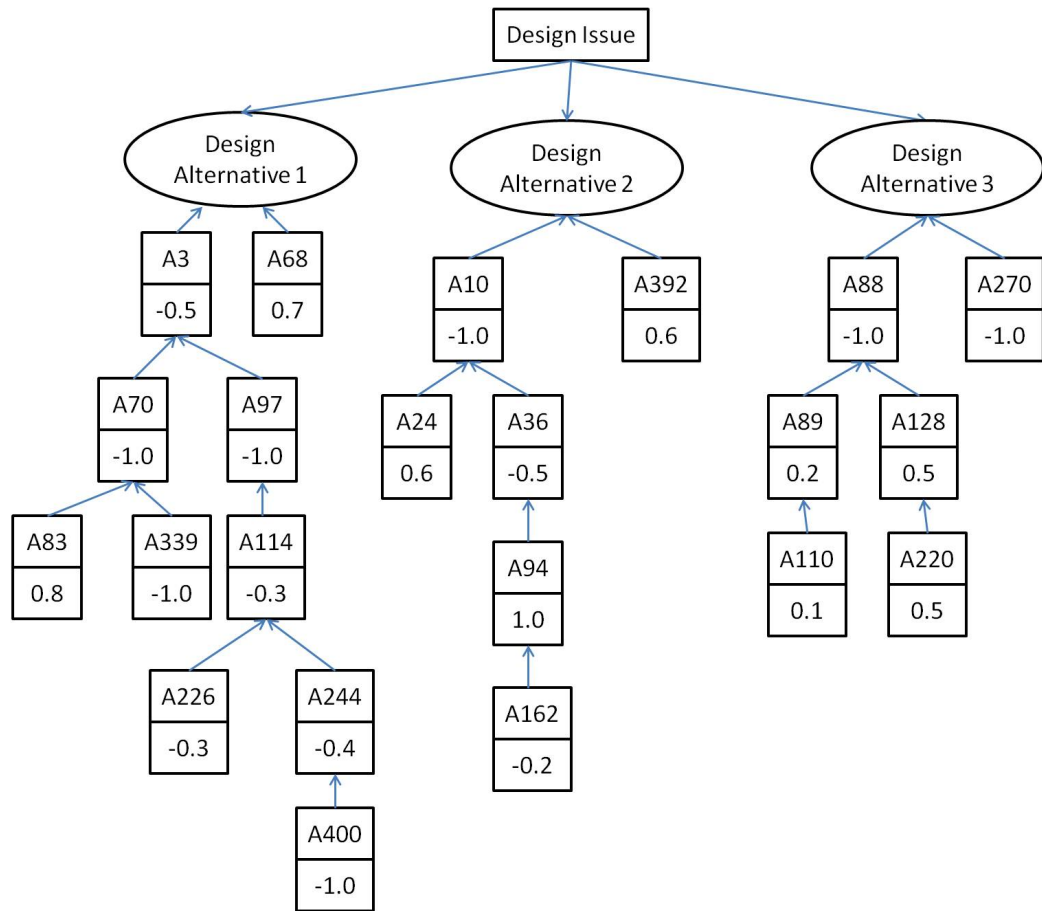 Design Issue
Design
Alternative 1
Design
Alternative 2
Design
Alternative 3
A3
-0.5
A68
0.7
A10
-1.0
A392
0.6
A88
-1.0
A270
-1.0
A70
-1.0
A97
-1.0
A24
0.6
A36
-0.5
A89
0.2
A128
0.5
A83
0.8
A339
-1.0
A114
-0.3
A94
1.0
A110
0.1
A220
0.5
A226
-0.3
A244
-0.4
A162
-0.2
A400
-1.0